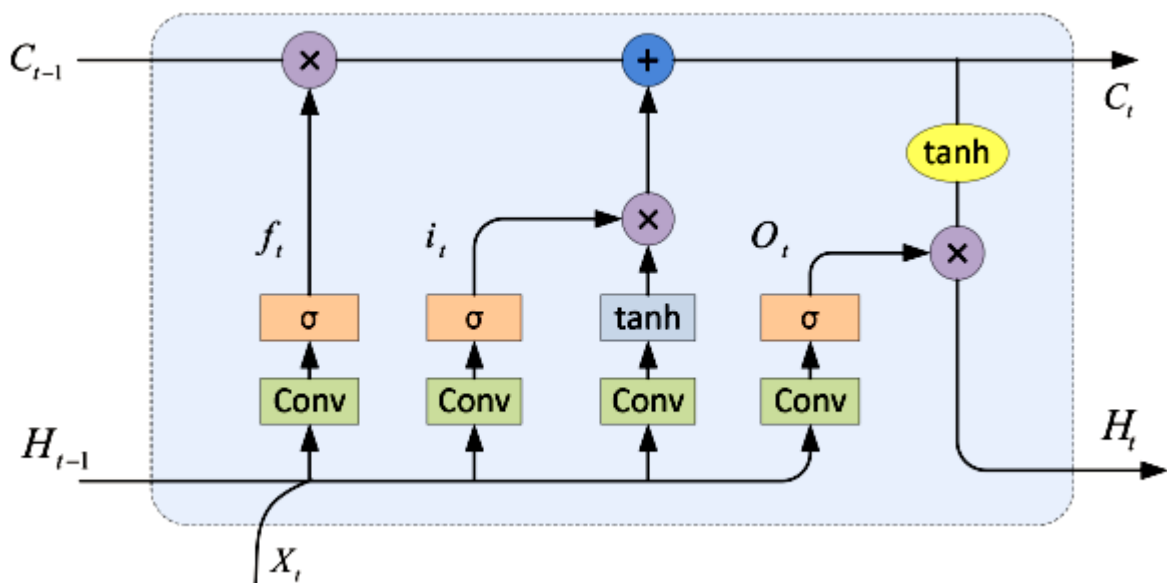 × +
C_{t-1} C_t
tanh
×
f_t i_t O_t ×
σ σ tanh σ
Conv Conv Conv Conv
H_{t-1} H_t
X_t